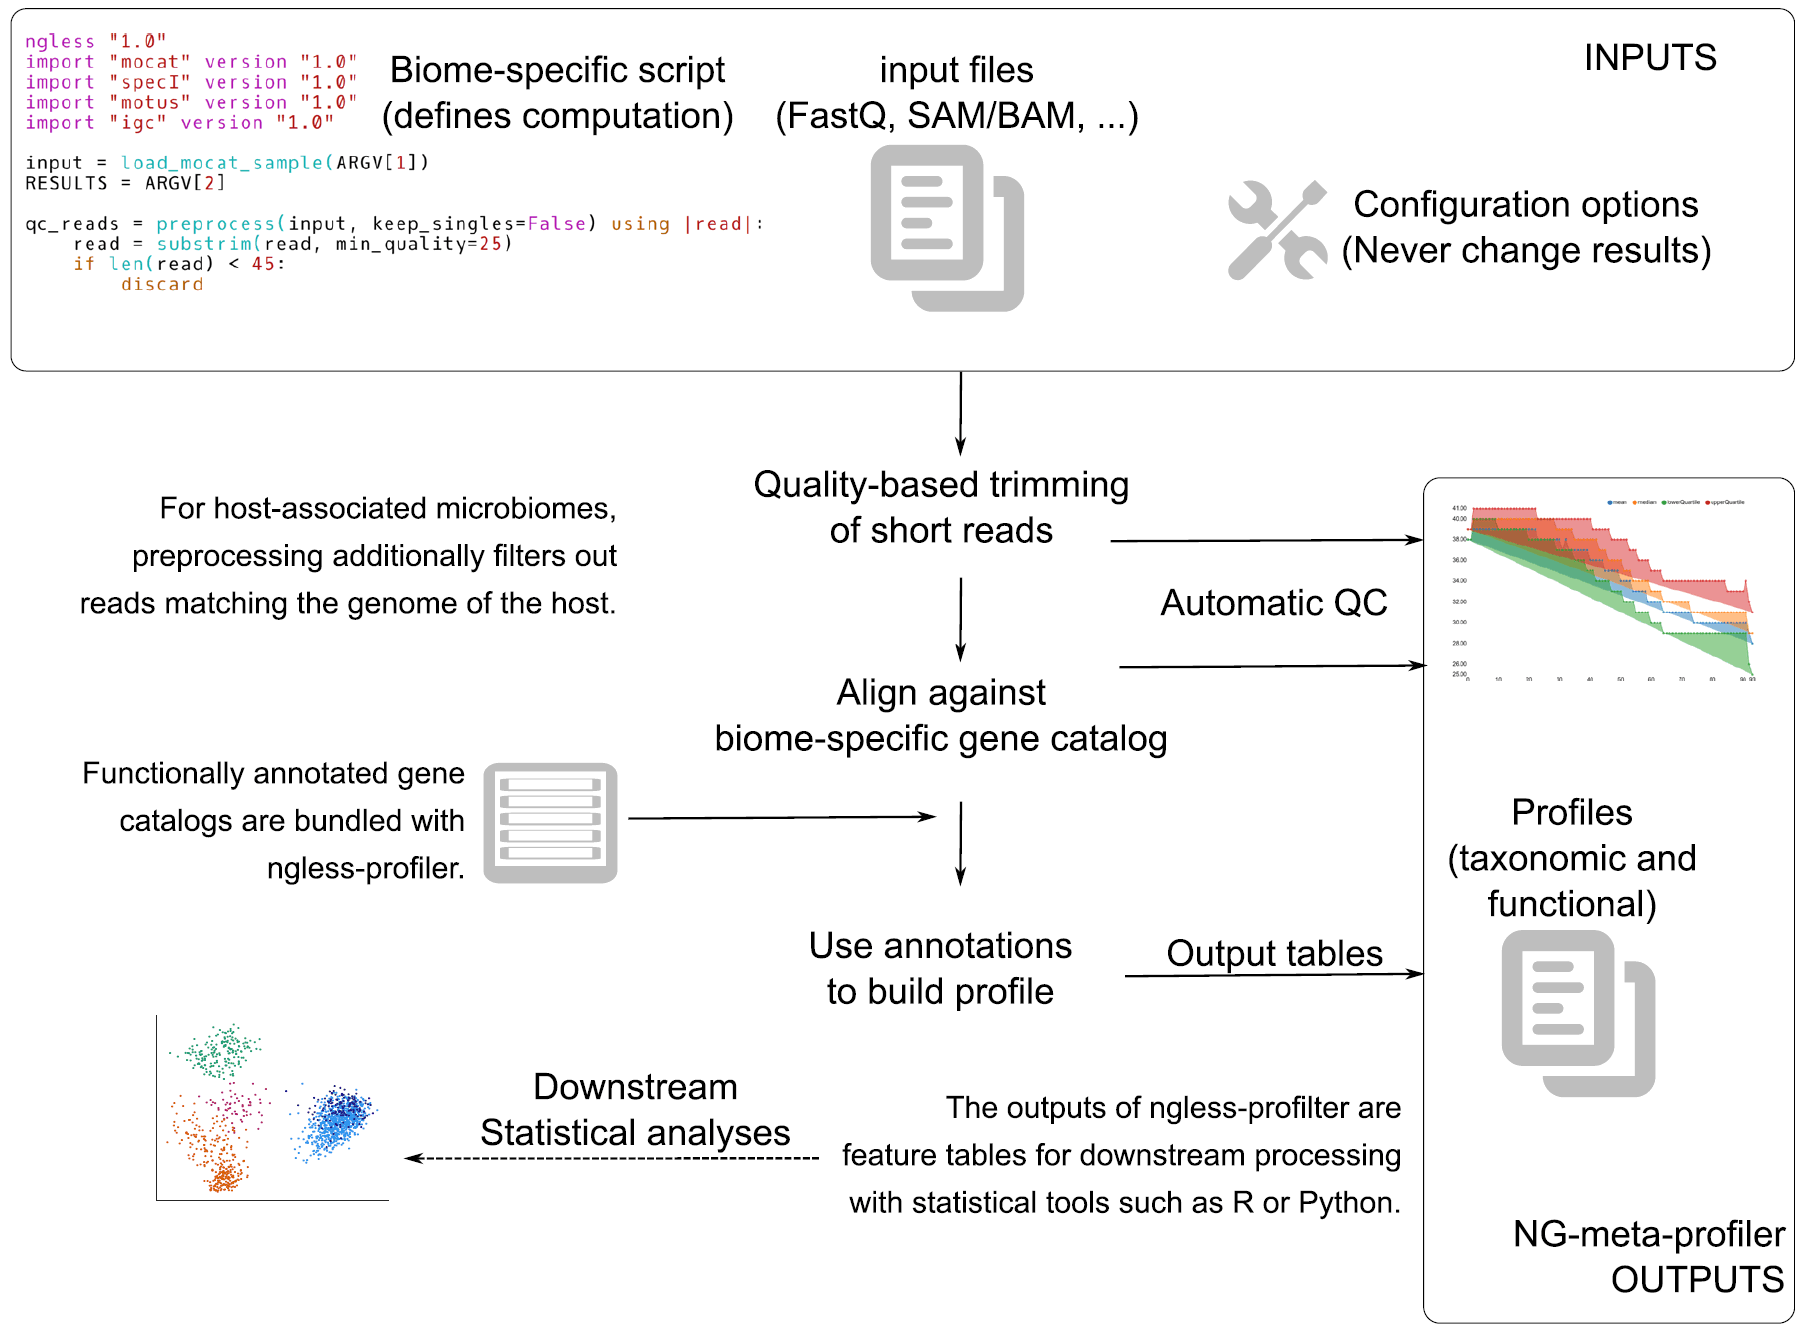 ngless "1.0"
import "mocat" version "1.0"
import "specI" version "1.0"
import "motus" version "1.0"
import "igc" version "1.0"
input = load_mocat_sample(ARGV[1])
RESULTS = ARGV[2]
qc_reads = preprocess(input, keep_singles=False) using |read|:
read = substrim(read, min_quality=25)
if len(read) < 45:
discard
Biome-specific script
(defines computation)
input files
(FastQ, SAM/BAM, ...)
INPUTS
Configuration options
(Never change results)
Quality-based trimming
of short reads
For host-associated microbiomes,
preprocessing additionally filters out
reads matching the genome of the host.
Automatic QC
mean median lowerQuartile upperQuartile
41.00
40.00
38.00
36.00
34.00
32.00
30.00
28.00
26.00
25.00
0 10 20 30 40 50 60 70 80 90 93
Align against
biome-specific gene catalog
Functionally annotated gene
catalogs are bundled with
ngless-profiler.
Profiles
(taxonomic and
functional)
Use annotations
to build profile
Output tables
Downstream
Statistical analyses
The outputs of ngless-profilter are
feature tables for downstream processing
with statistical tools such as R or Python.
NG-meta-profiler
OUTPUTS